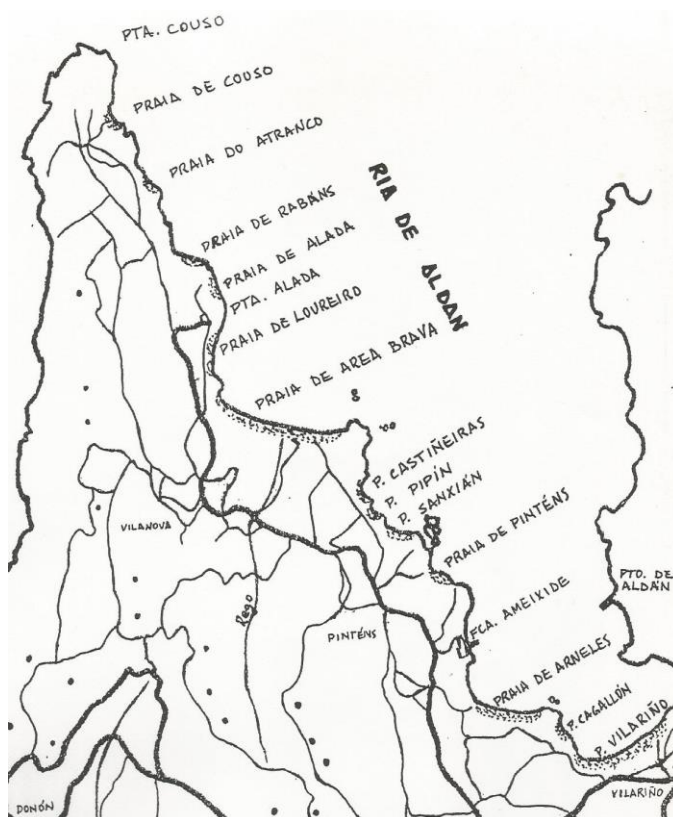 PTA. COUSO
PRAIA DE COUSO
PRAIA DO ATRANCO
RIA DE ALDAN
PRAIA DE RABÁNS
PRAIA DE ALADA
PTA. ALADA
PRAIA DE LOUREIRO
PRAIA DE AREA BRAVA
P. CASTIÑEIRAS
P. PIPÍN
P. SANXIÁN
VILANOVA
PRAIA DE PINTÉNS
PTO. DE
ALDÁN
Rego
PINTÉNS
FCA. AMEIXIDE
PRAIA DE ARNELES
P. CAGALLÓN
P. VILARIÑO
DONÓN
VILARIÑO